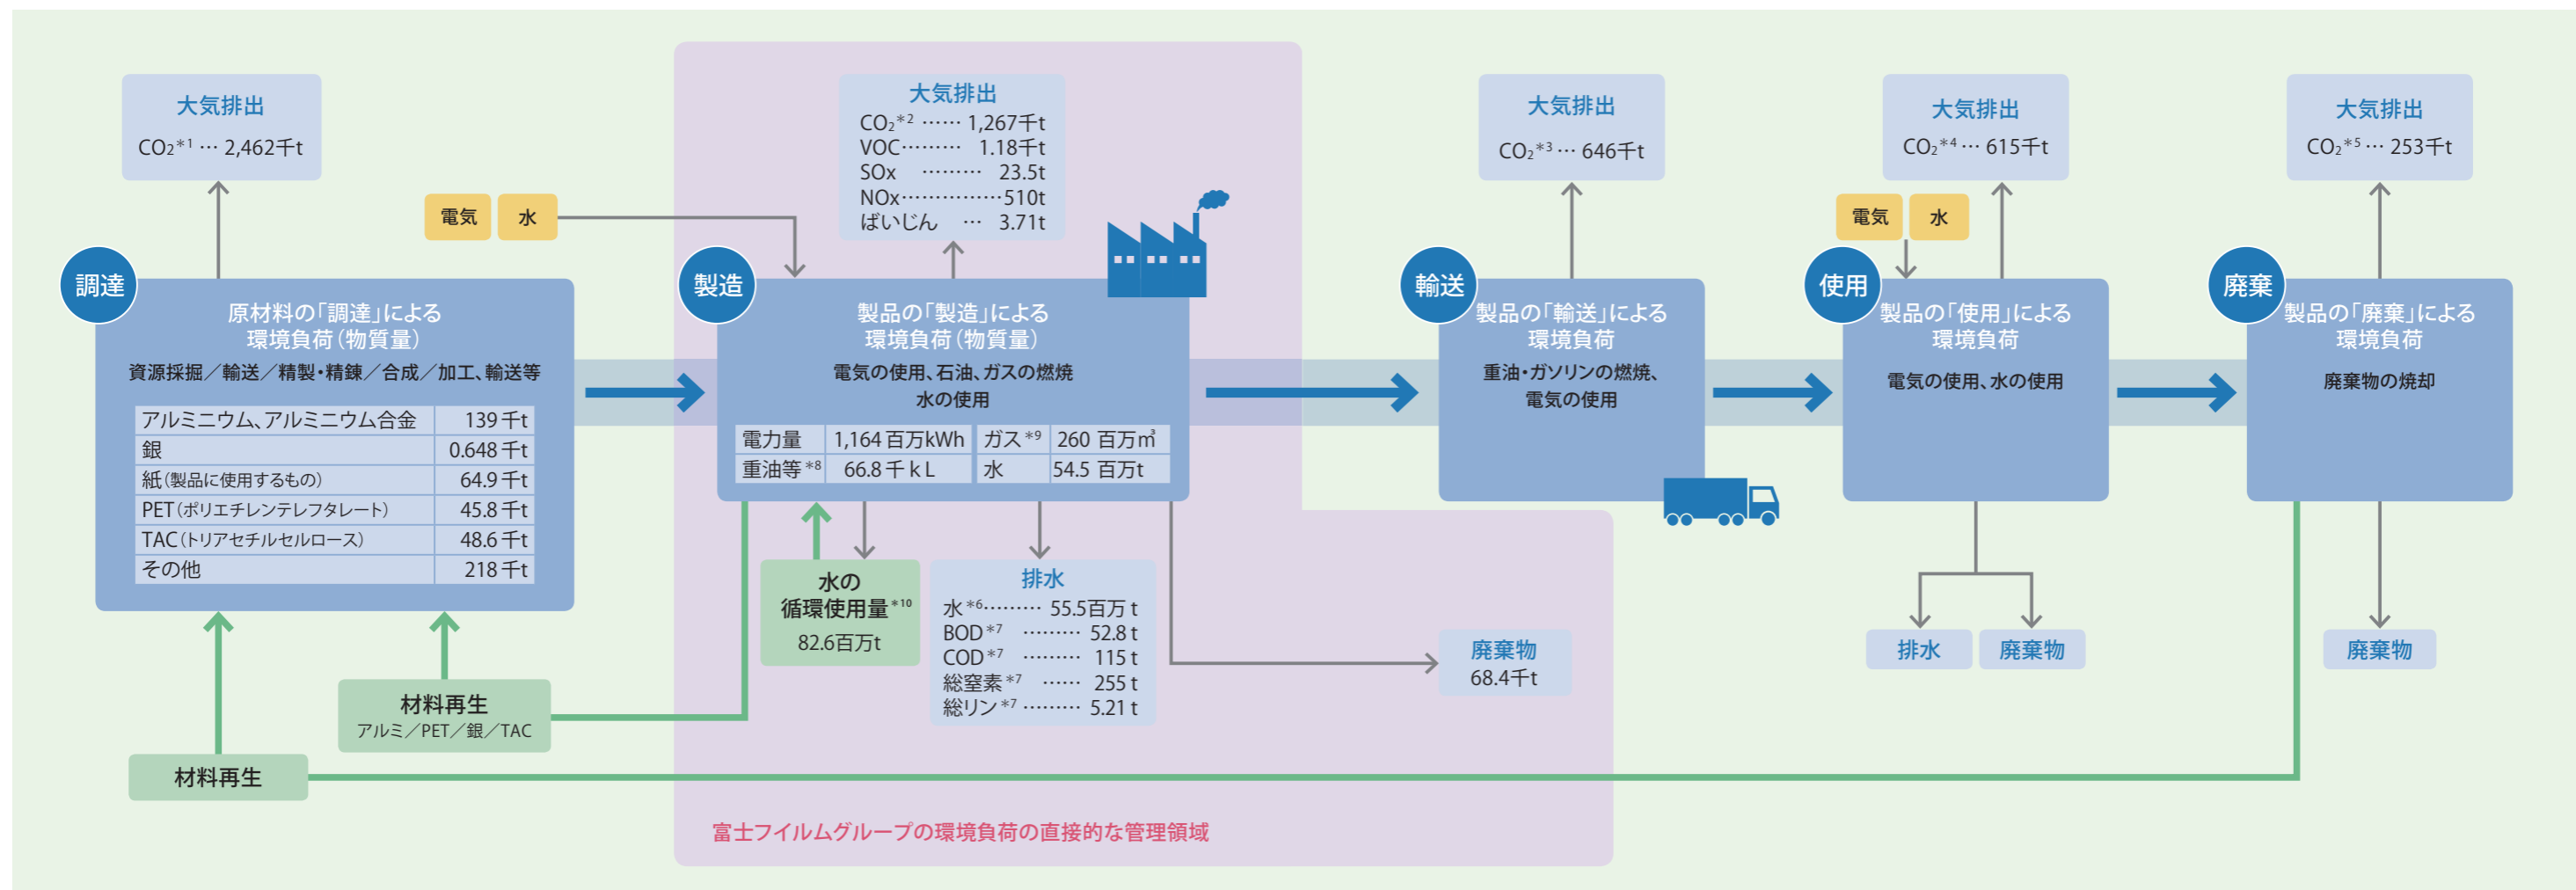 調達
大気排出
CO₂*1 … 2,462千t
原材料の「調達」による
環境負荷(物質量)
資源採掘/輸送/精製・精錬/合成/加工、輸送等
アルミニウム、アルミニウム合金 139 千t
銀 0.648 千t
紙(製品に使用するもの) 64.9 千t
PET(ポリエチレンテレフタレート) 45.8 千t
TAC(トリアセチルセルロース) 48.6 千t
その他 218 千t
材料再生
アルミ/PET/銀/TAC
材料再生
電気 水
製造
大気排出
CO₂*2 …… 1,267千t
VOC……… 1.18千t
SOx ……… 23.5t
NOx……………510t
ばいじん … 3.71t
製品の「製造」による
環境負荷(物質量)
電気の使用、石油、ガスの燃焼
水の使用
電力量 1,164 百万kWh ガス*9 260 百万㎥
重油等*8 66.8 千kL 水 54.5 百万t
水の
循環使用量*10
82.6百万t
排水
水*6……… 55.5百万 t
BOD*7 ……… 52.8 t
COD*7 ……… 115 t
総窒素*7 …… 255 t
総リン*7 ……… 5.21 t
廃棄物
68.4千t
富士フイルムグループの環境負荷の直接的な管理領域
輸送
大気排出
CO₂*3 … 646千t
製品の「輸送」による
環境負荷
重油・ガソリンの燃焼、
電気の使用
使用
大気排出
CO₂*4 … 615千t
電気 水
製品の「使用」による
環境負荷
電気の使用、水の使用
排水 廃棄物
廃棄
大気排出
CO₂*5 … 253千t
製品の「廃棄」による
環境負荷
廃棄物の焼却
廃棄物